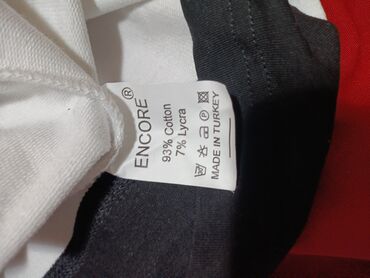 ENCORE®
93% Cotton
7% Lycra
MADE IN TURKEY